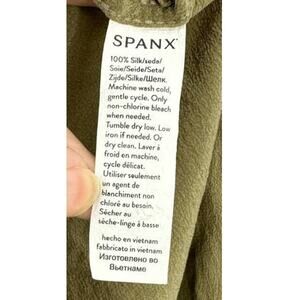 SPANX
100% Silk/seda/
Soie/Seide/Seta/
Zijde/Silke/Шелк.
Machine wash cold,
gentle cycle. Only
non-chlorine bleach
when needed.
Tumble dry low. Low
iron if needed. Or
dry clean. Laver à
froid en machine,
cycle délicat.
Utiliser seulement
un agent de
blanchiment non
chloré au besoin.
Sécher au
sèche-linge à basse
hecho en vietnam
fabbricato in vietnam
Изготовлено во
Вьетнаме